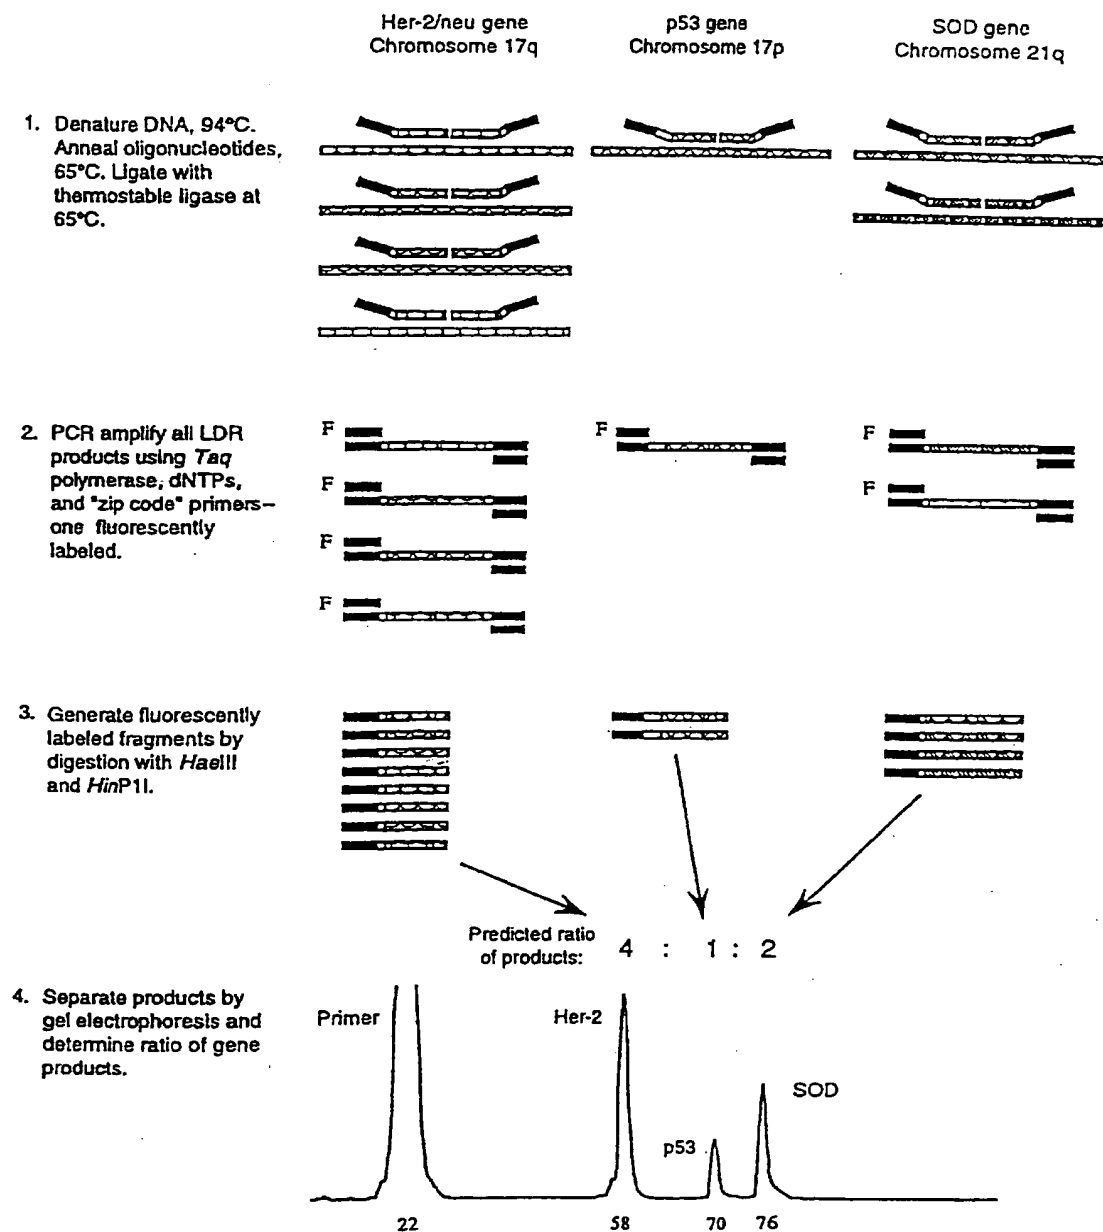 Her-2/neu gene
Chromosome 17q
p53 gene
Chromosome 17p
SOD gene
Chromosome 21q
1. Denature DNA, 94°C.
Anneal oligonucleotides,
65°C. Ligate with
thermostable ligase at
65°C.
2. PCR amplify all LDR
products using Taq
polymerase, dNTPs,
and "zip code" primers–
one fluorescently
labeled.
F
F
F
F
F
F
F
3. Generate fluorescently
labeled fragments by
digestion with HaeIII
and HinP1I.
Predicted ratio
of products:
4 : 1 : 2
4. Separate products by
gel electrophoresis and
determine ratio of gene
products.
Primer
Her-2
p53
SOD
22
58
70
76